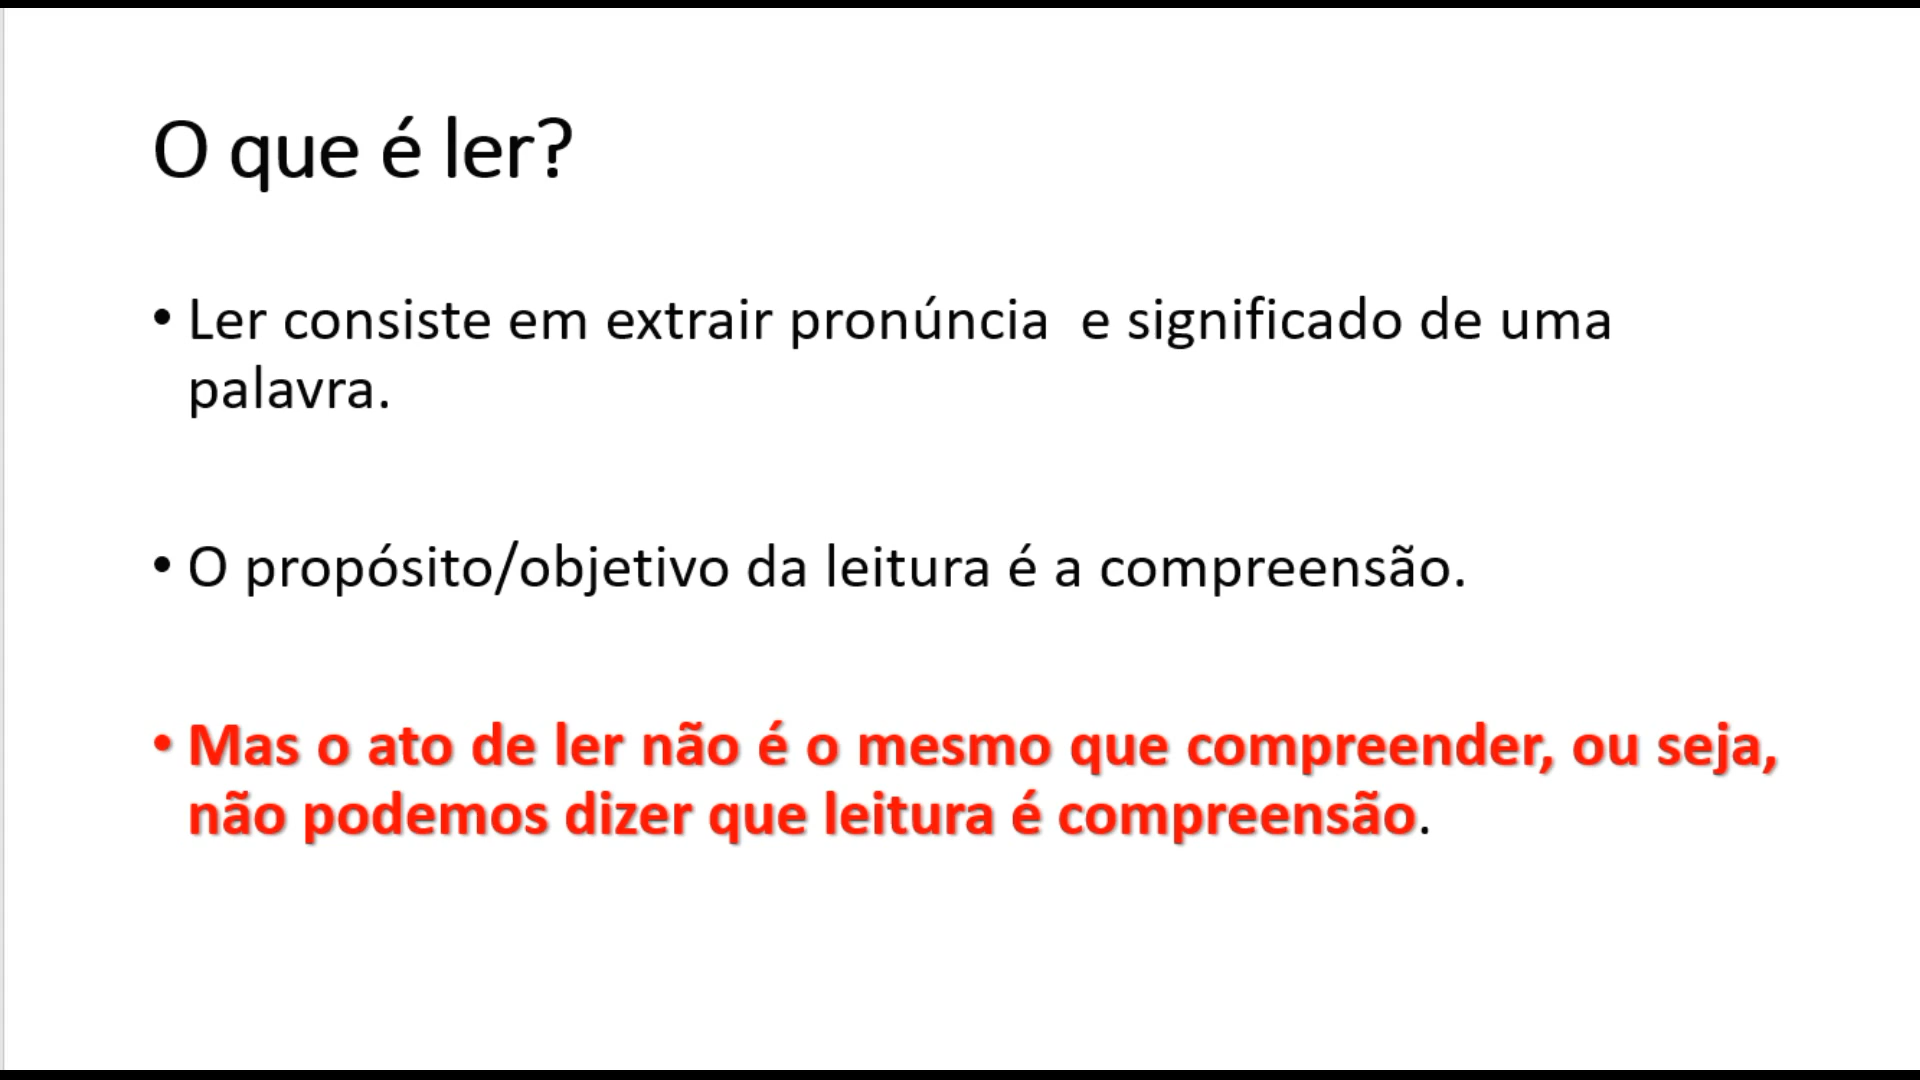 O que é ler?
• Ler consiste em extrair pronúncia  e significado de uma
palavra.
• O propósito/objetivo da leitura é a compreensão.
• Mas o ato de ler não é o mesmo que compreender, ou seja,
não podemos dizer que leitura é compreensão.